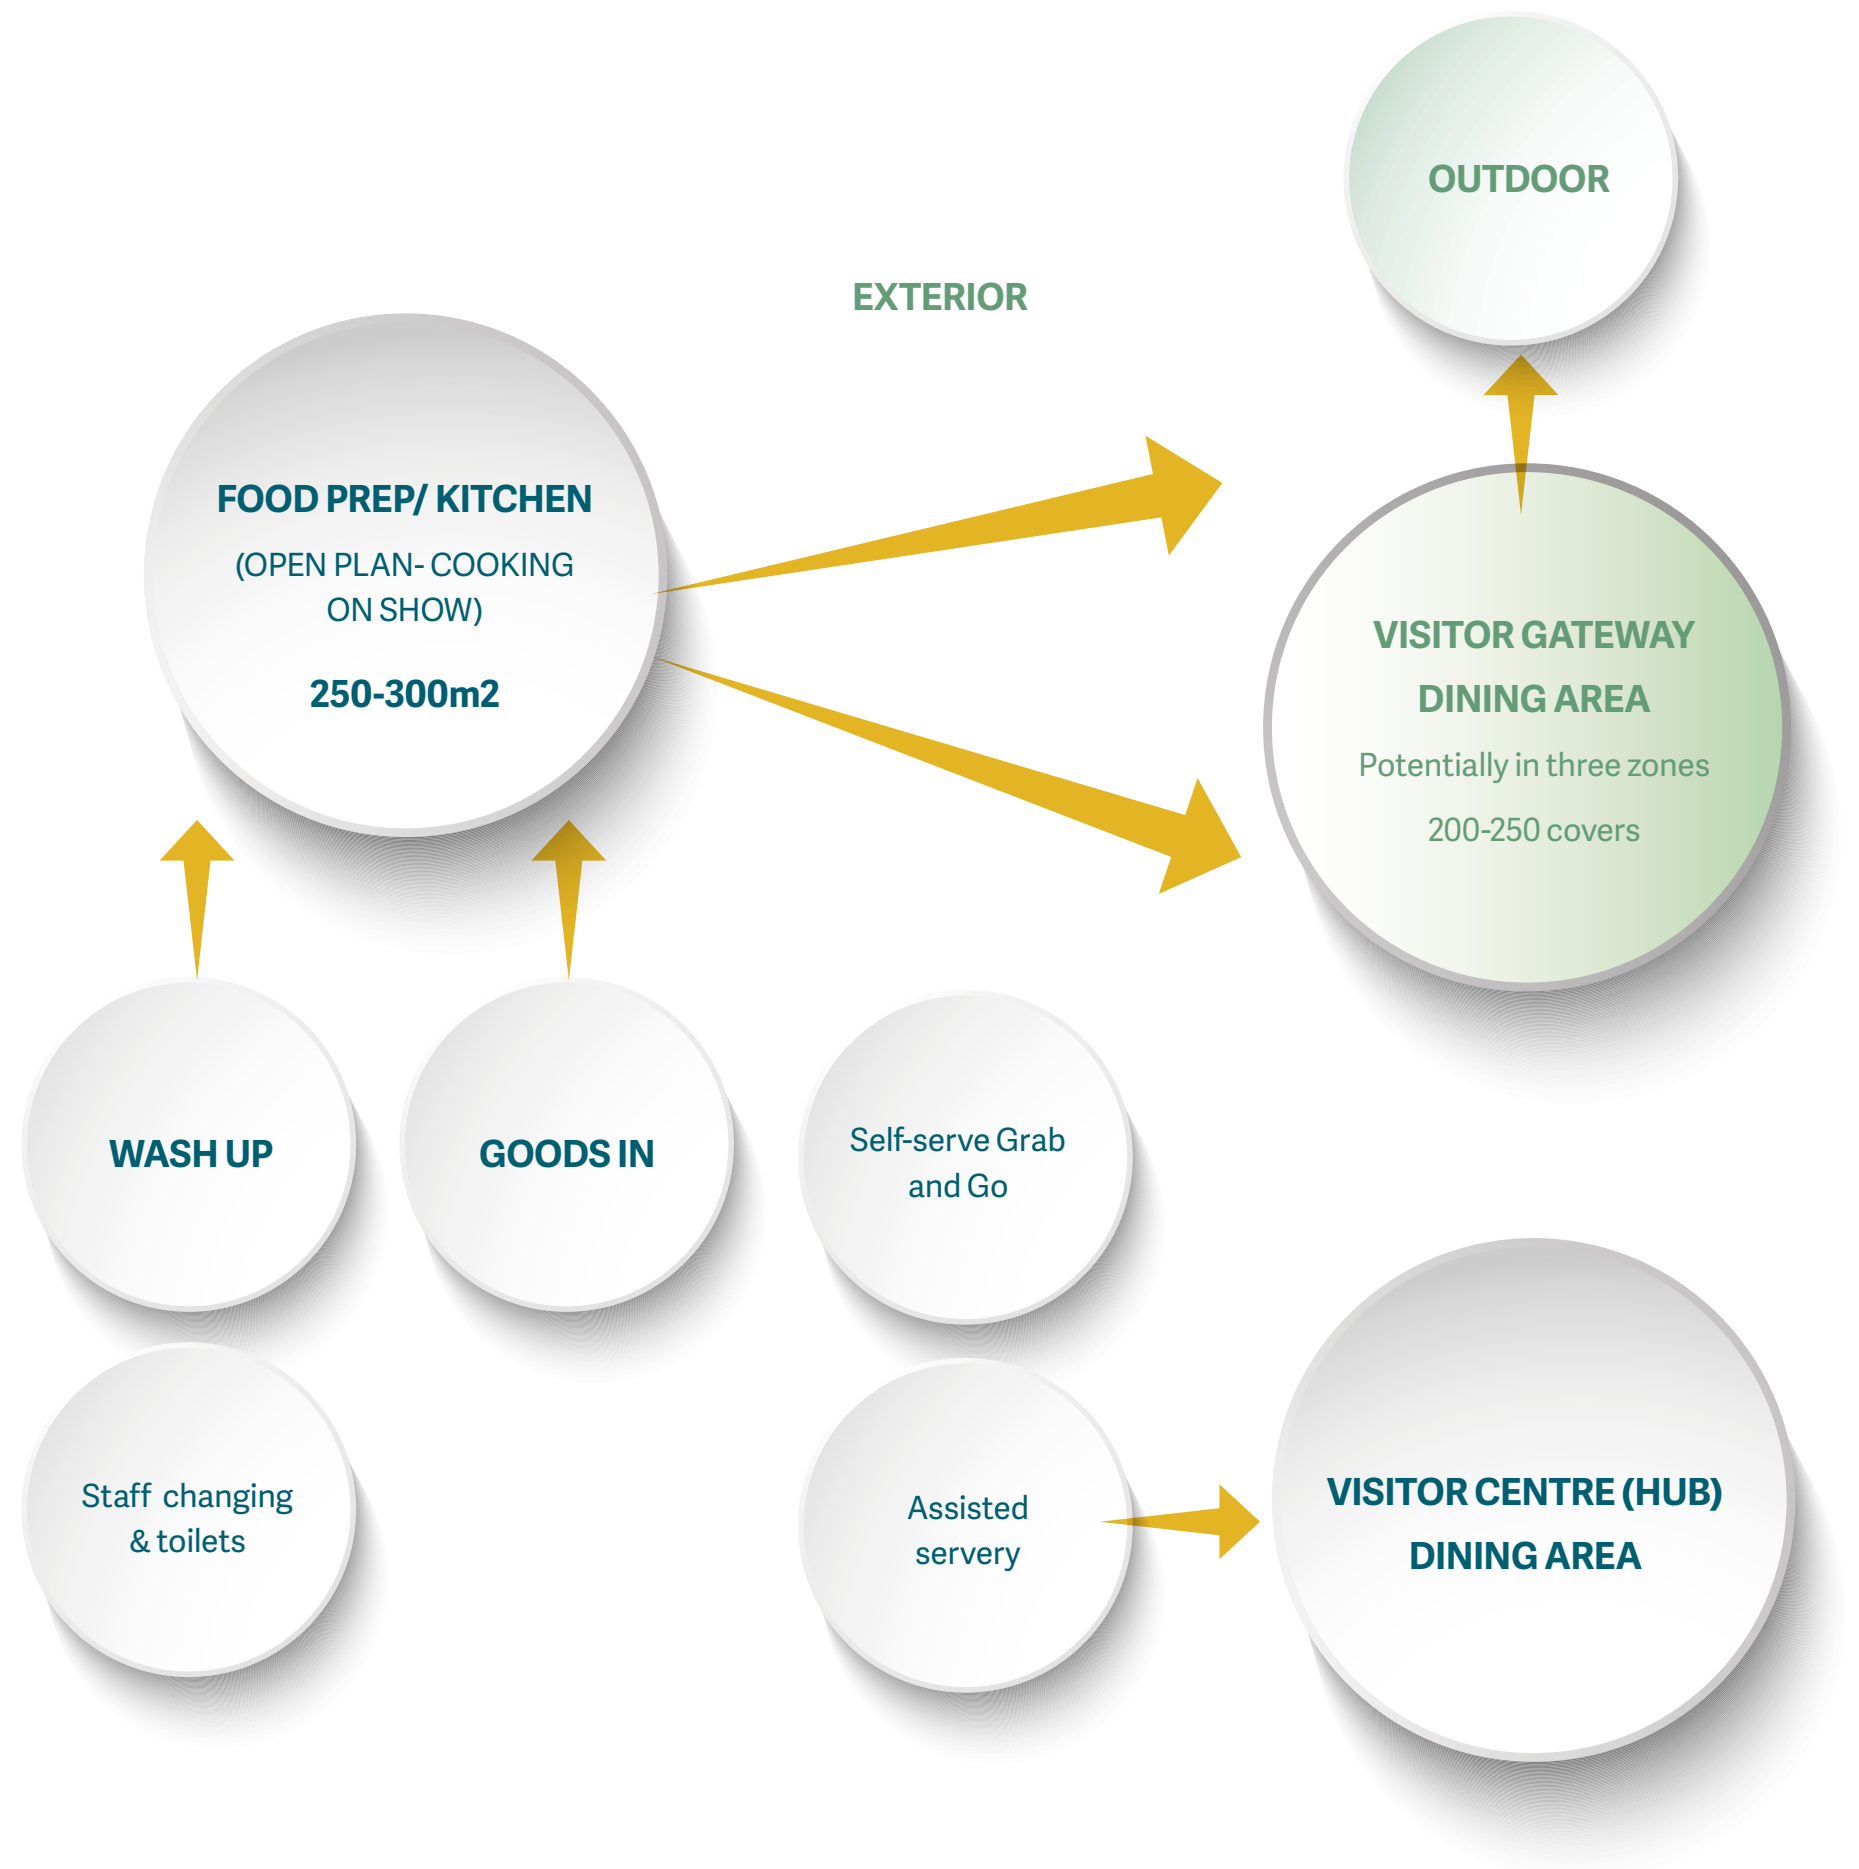 OUTDOOR
EXTERIOR
FOOD PREP/ KITCHEN
(OPEN PLAN- COOKING
ON SHOW)
250-300m2
VISITOR GATEWAY
DINING AREA
Potentially in three zones
200-250 covers
WASH UP
GOODS IN
Self-serve Grab
and Go
Staff changing
& toilets
Assisted
servery
VISITOR CENTRE (HUB)
DINING AREA